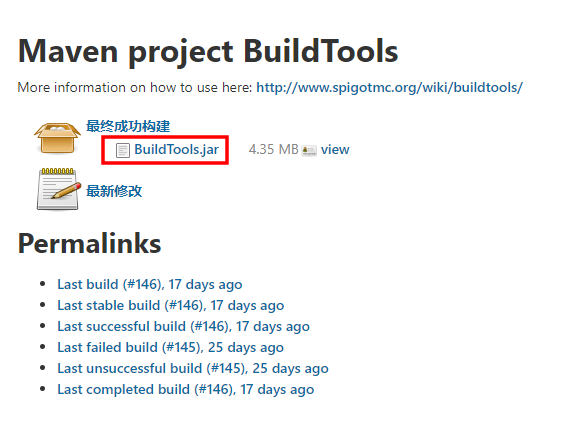 Maven project BuildTools
More information on how to use here: http://www.spigotmc.org/wiki/buildtools/
最终成功构建
BuildTools.jar 4.35 MB view
最新修改
Permalinks
Last build (#146), 17 days ago
Last stable build (#146), 17 days ago
Last successful build (#146), 17 days ago
Last failed build (#145), 25 days ago
Last unsuccessful build (#145), 25 days ago
Last completed build (#146), 17 days ago